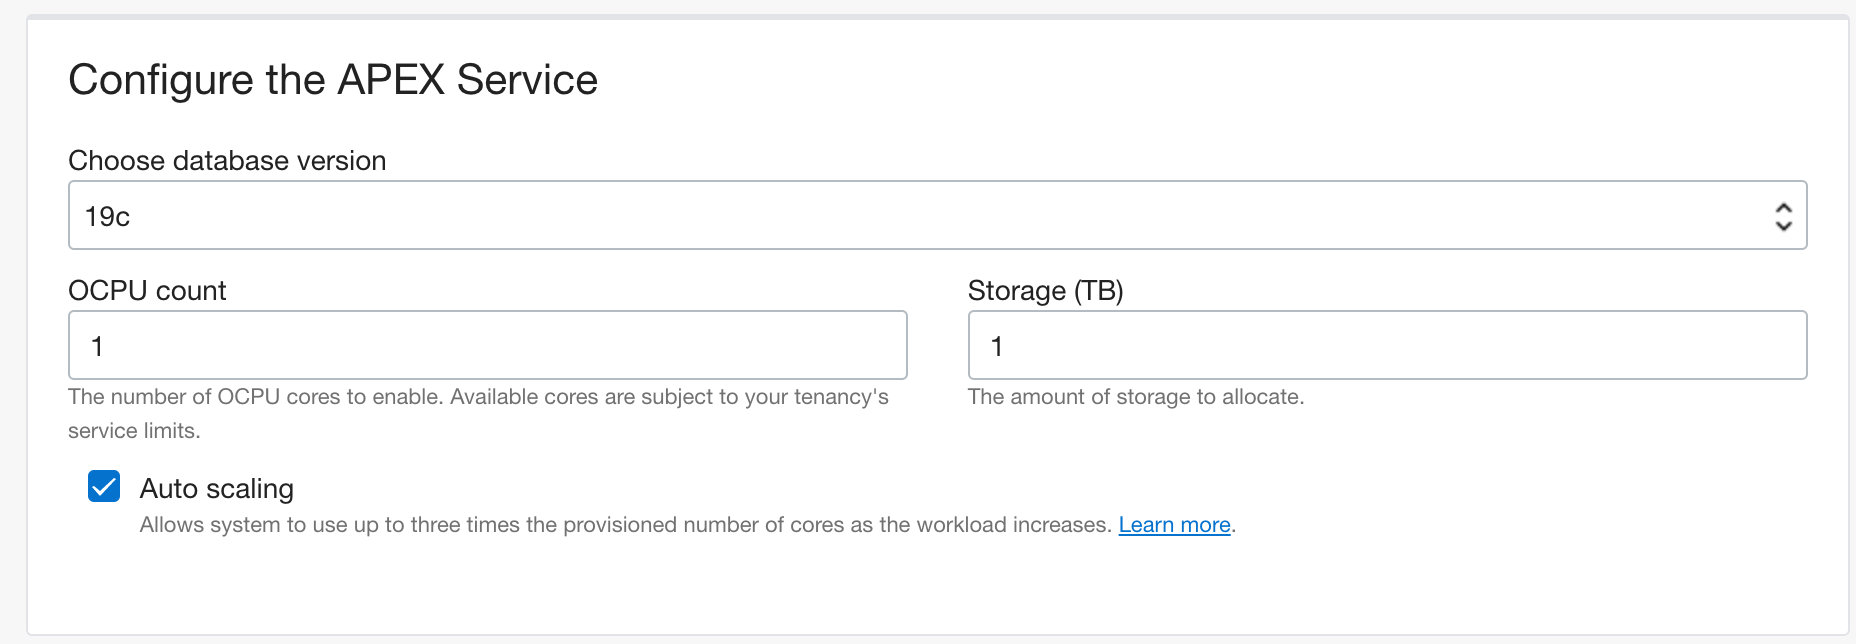 Configure the APEX Service
Choose database version
19c
OCPU count
1
The number of OCPU cores to enable. Available cores are subject to your tenancy's
service limits.
Storage (TB)
1
The amount of storage to allocate.
Auto scaling
Allows system to use up to three times the provisioned number of cores as the workload increases. Learn more.